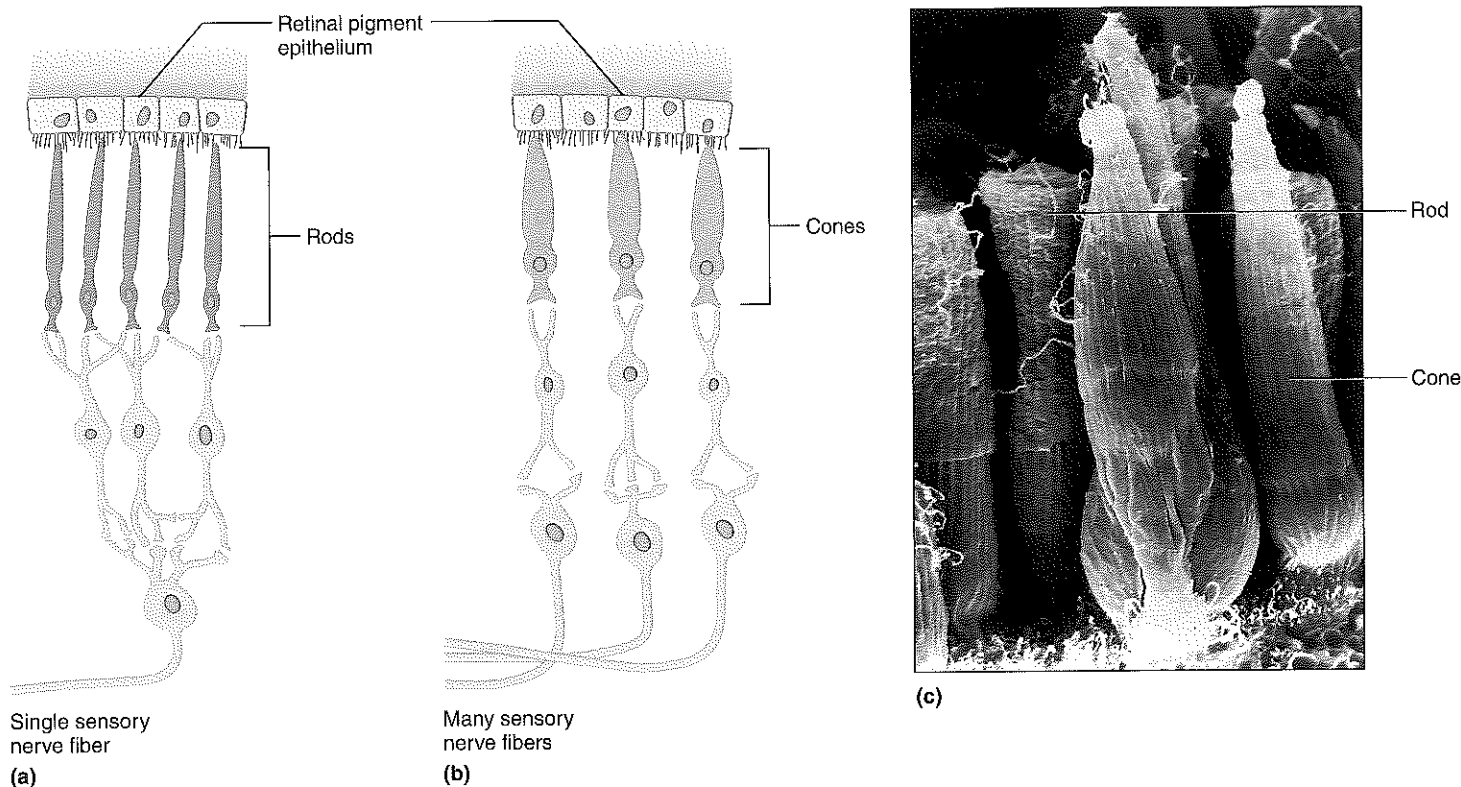 Retinal pigment
epithelium
Rods
Cones
Rod
Cone
Single sensory
nerve fiber
(a)
Many sensory
nerve fibers
(b)
(c)